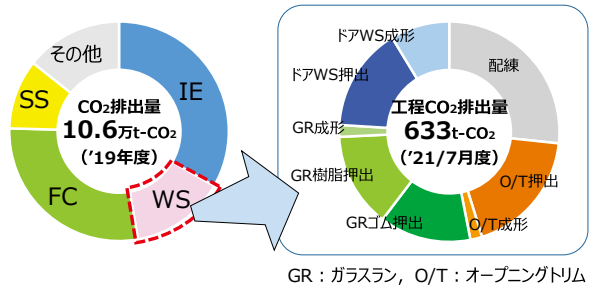 その他
IE
SS
CO₂排出量
10.6万t-CO₂
('19年度)
FC
WS
ドアWS成形
配練
ドアWS押出
工程CO₂排出量
633t-CO₂
('21/7月度)
GR成形
GR樹脂押出
O/T押出
GRゴム押出
O/T成形
GR：ガラスラン，O/T：オープニングトリム